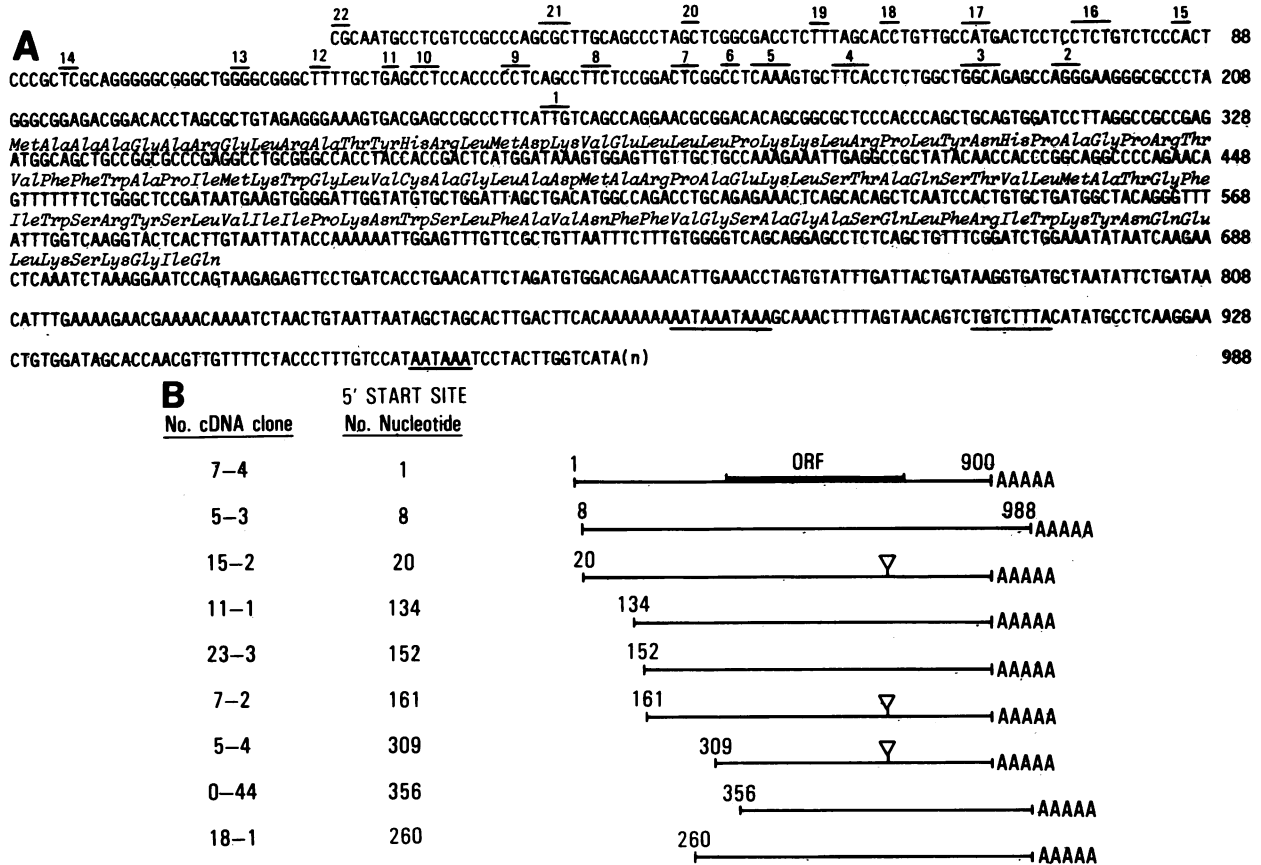 A
22 21 20 19 18 17 16 15
CGCAATGCCTCGTCCGCCCAGCGCTTGCAGCCCTAGCTCGGCGACCTCTTTAGCACCTGTTGCCATGACTCCTCCTCTGTCTCCCACT 88
14 13 12 11 10 9 8 7 6 5 4 3 2
CCCGCTCGCAGGGGGCGGGCTGGGGCGGGCTTTTGCTGAGCCTCCACCCCCTCAGCCTTCTCCGGACTCGGCCTCAAAGTGCTTCACCTCTGGCTGGCAGAGCCAGGGAAGGGCGCCCTA 208
1
GGGCGGAGACGGACACCTAGCGCTGTAGAGGGAAAGTGACGAGCCGCCCTTCATTGTCAGCCAGGAACGCGGACACAGCGGCGCTCCCACCCAGCTGCAGTGGATCCTTAGGCCGCCGAG 328
MetAlaAlaAlaGlyAlaArgGlyLeuArgAlaThrTyrHisArgLeuMetAspLysValGluLeuLeuLeuProLysLysLeuArgProLeuTyrAsnHisProAlaGlyProArgThr
ATGGCAGCTGCCGGCGCCCGAGGCCTGCGGGCCACCTACCACCGACTCATGGATAAAGTGGAGTTGTTGCTGCCAAAGAAATTGAGGCCGCTATACAACCACCCGGCAGGCCCCAGAACA 448
ValPhePheTrpAlaProIleMetLysTrpGlyLeuValCysAlaGlyLeuAlaAspMetAlaArgProAlaGluLysLeuSerThrAlaGlnSerThrValLeuMetAlaThrGlyPhe
GTTTTTTTCTGGGCTCCAATAATGAAGTGGGGATTGGTATGTGCTGGATTAGCTGACATGGCCAGACCTGCAGAGAAACTCAGCACAGCTCAATCCACTGTGCTGATGGCTACAGGGTTT 568
IleTrpSerArgTyrSerLeuValIleIleProLysAsnTrpSerLeuPheAlaValAsnPhePheValGlySerAlaGlyAlaSerGlnLeuPheArgIleTrpLysTyrAsnGlnGlu
ATTTGGTCAAGGTACTCACTTGTAATTATACCAAAAAATTGGAGTTTGTTCGCTGTTAATTTCTTTGTGGGGTCAGCAGGAGCCTCTCAGCTGTTTCGGATCTGGAAATATAATCAAGAA 688
LeuLysSerLysGlyIleGln
CTCAAATCTAAAGGAATCCAGTAAGAGAGTTCCTGATCACCTGAACATTCTAGATGTGGACAGAAACATTGAAACCTAGTGTATTTGATTACTGATAAGGTGATGCTAATATTCTGATAA 808
CATTTGAAAAGAACGAAAACAAAATCTAACTGTAATTAATAGCTAGCACTTGACTTCACAAAAAAAAATAAATAAAGCAAACTTTTAGTAACAGTCTGTCTTTACATATGCCTCAAGGAA 928
CTGTGGATAGCACCAACGTTGTTTTCTACCCTTTGTCCATAATAAATCCTACTTGGTCATA(n) 988
B
No. cDNA clone 5' START SITE No. Nucleotide
7–4 1 1 ORF 900 AAAAA
5–3 8 8 988 AAAAA
15–2 20 20 AAAAA
11–1 134 134 AAAAA
23–3 152 152 AAAAA
7–2 161 161 AAAAA
5–4 309 309 AAAAA
0–44 356 356 AAAAA
18–1 260 260 AAAAA